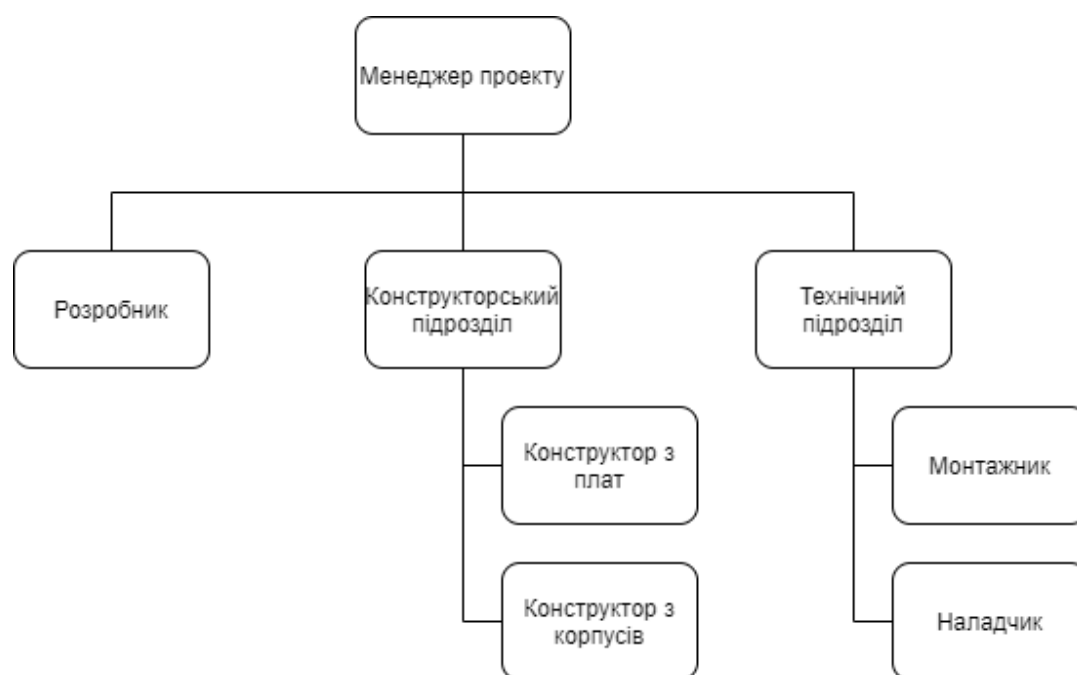 Менеджер проекту
Розробник
Конструкторський
підрозділ
Технічний
підрозділ
Конструктор з
плат
Монтажник
Конструктор з
корпусів
Наладчик